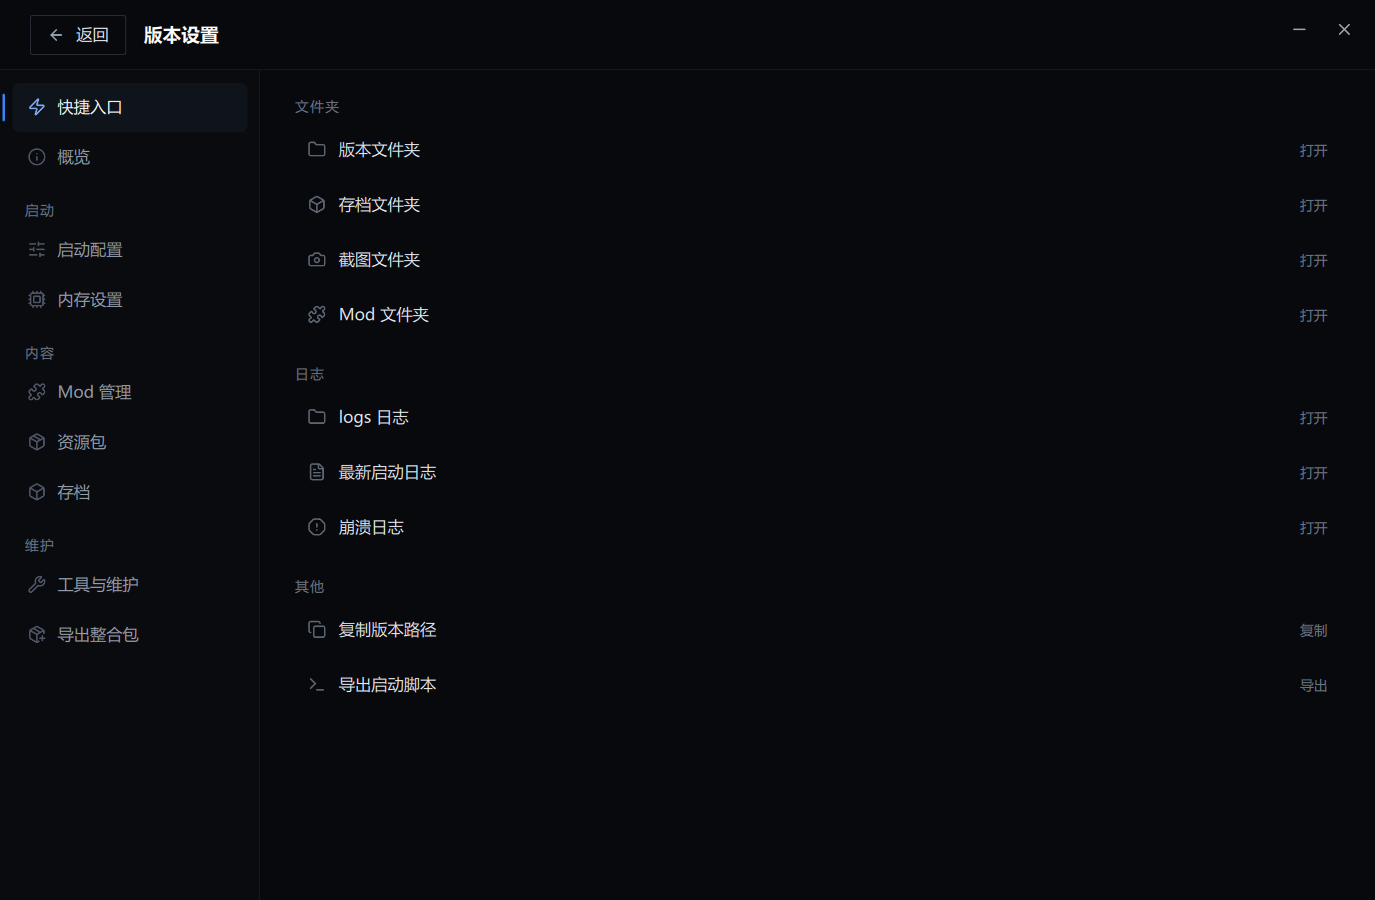 返回
版本设置
快捷入口
概览
启动
启动配置
内存设置
内容
Mod 管理
资源包
存档
维护
工具与维护
导出整合包
文件夹
版本文件夹 打开
存档文件夹 打开
截图文件夹 打开
Mod 文件夹 打开
日志
logs 日志 打开
最新启动日志 打开
崩溃日志 打开
其他
复制版本路径 复制
导出启动脚本 导出